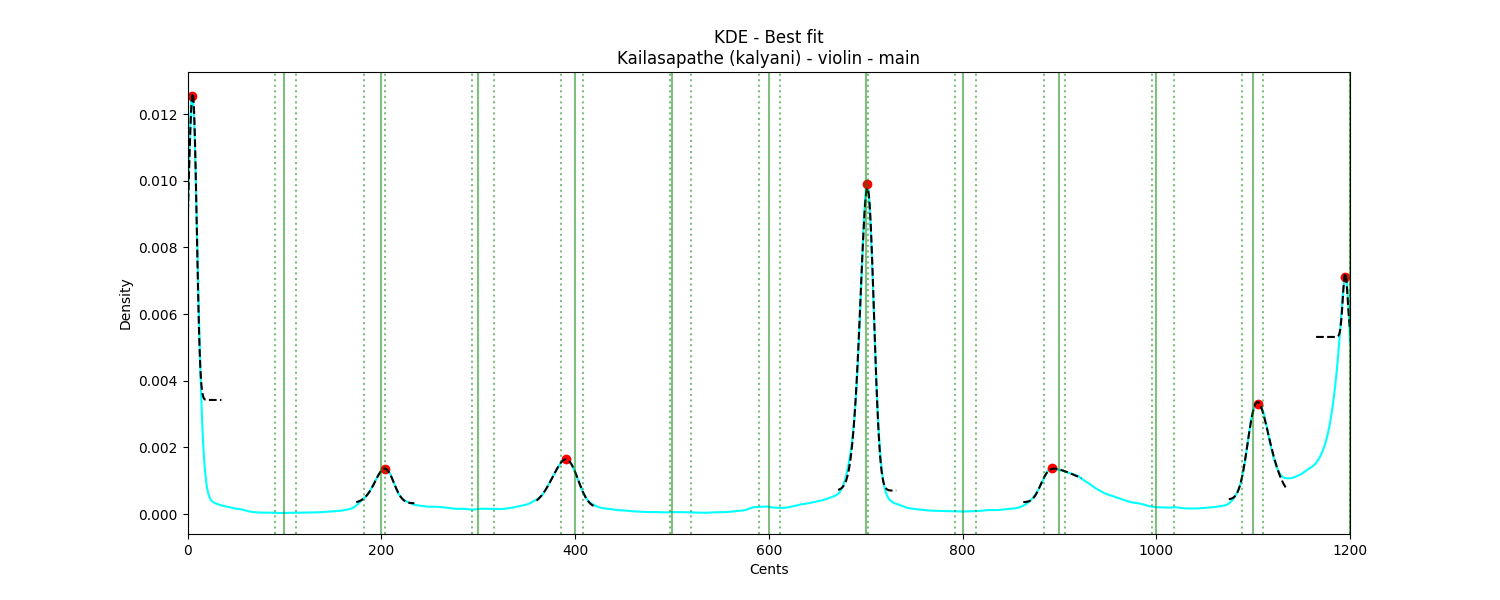 KDE - Best fit
Kailasapathe (kalyani) - violin - main
Density
0.012
0.010
0.008
0.006
0.004
0.002
0.000
0 200 400 600 800 1000 1200
Cents